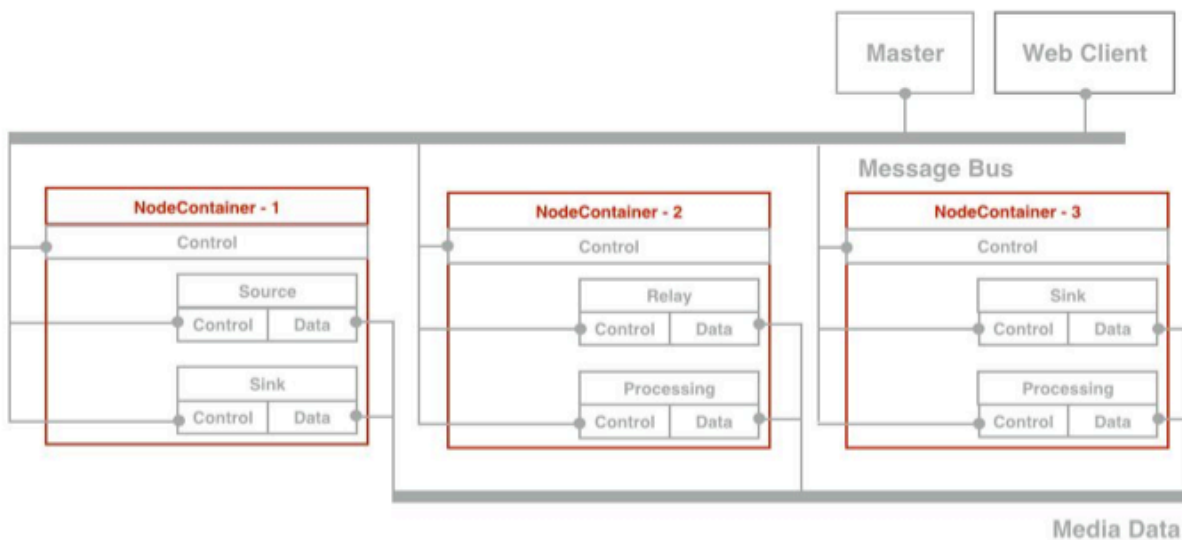 Master
Web Client
Message Bus
NodeContainer - 1
Control
Source
Control Data
Sink
Control Data
NodeContainer - 2
Control
Relay
Control Data
Processing
Control Data
NodeContainer - 3
Control
Sink
Control Data
Processing
Control Data
Media Data